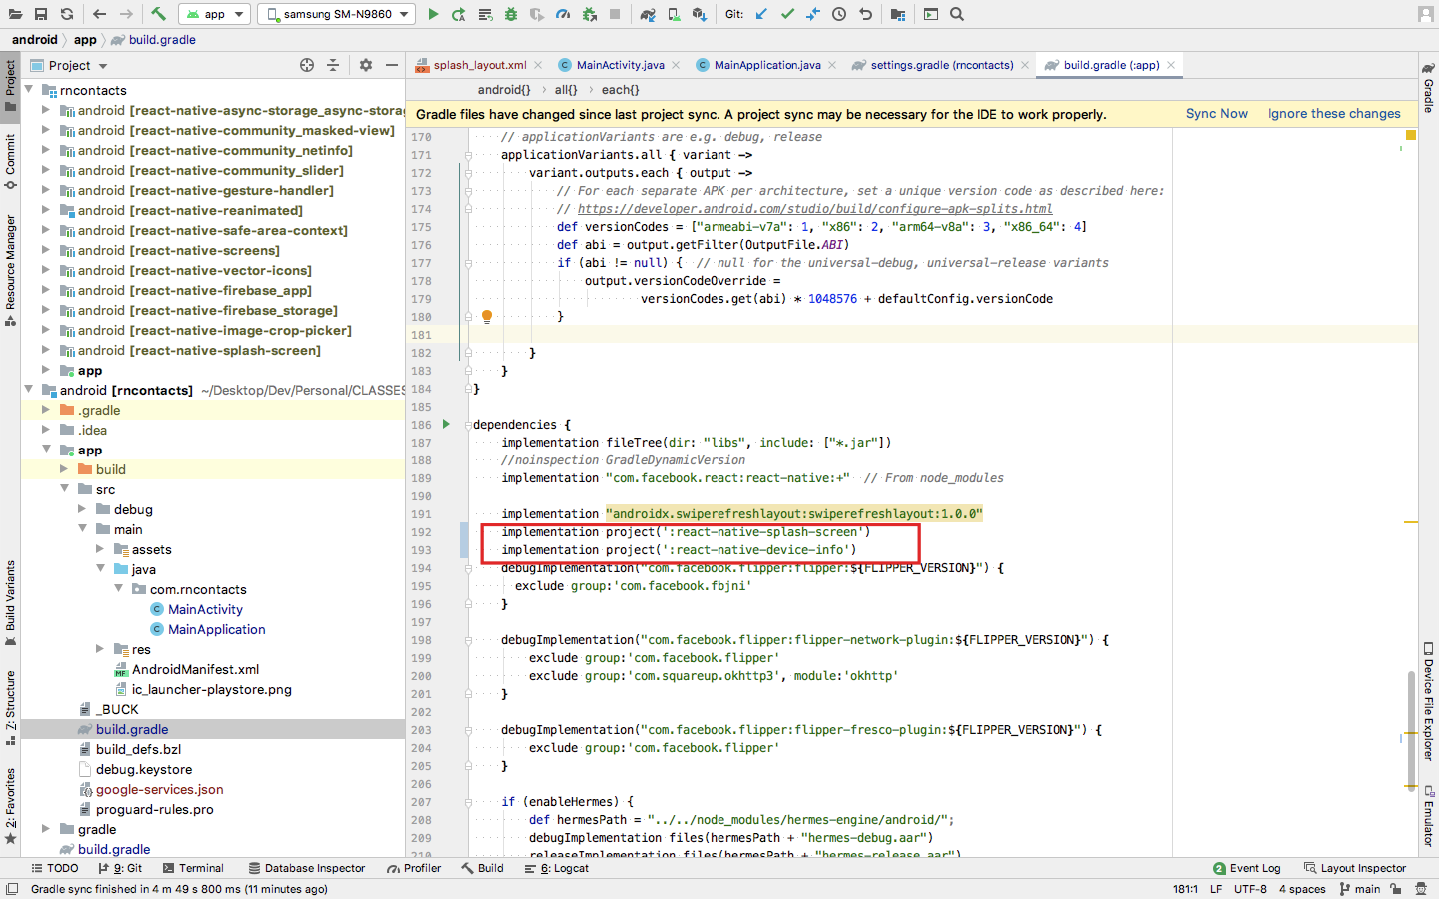 app
samsung SM-N9860
Git:
android
app
build.gradle
Project
splash_layout.xml
MainActivity.java
MainApplication.java
settings.gradle (rncontacts)
build.gradle (:app)
android{}
all{}
each{}
Gradle files have changed since last project sync. A project sync may be necessary for the IDE to work properly.
Sync Now
Ignore these changes
Project
Commit
Resource Manager
Build Variants
Z: Structure
2: Favorites
rncontacts
android [react-native-async-storage_async-storag
android [react-native-community_masked-view]
android [react-native-community_netinfo]
android [react-native-community_slider]
android [react-native-gesture-handler]
android [react-native-reanimated]
android [react-native-safe-area-context]
android [react-native-screens]
android [react-native-vector-icons]
android [react-native-firebase_app]
android [react-native-firebase_storage]
android [react-native-image-crop-picker]
android [react-native-splash-screen]
app
android [rncontacts] ~/Desktop/Dev/Personal/CLASSES
.gradle
.idea
app
build
src
debug
main
assets
java
com.rncontacts
MainActivity
MainApplication
res
AndroidManifest.xml
ic_launcher-playstore.png
_BUCK
build.gradle
build_defs.bzl
debug.keystore
google-services.json
proguard-rules.pro
gradle
build.gradle
170 // applicationVariants are e.g. debug, release
171 applicationVariants.all { variant ->
172 variant.outputs.each { output ->
173 // For each separate APK per architecture, set a unique version code as described here:
174 // https://developer.android.com/studio/build/configure-apk-splits.html
175 def versionCodes = ["armeabi-v7a": 1, "x86": 2, "arm64-v8a": 3, "x86_64": 4]
176 def abi = output.getFilter(OutputFile.ABI)
177 if (abi != null) { // null for the universal-debug, universal-release variants
178 output.versionCodeOverride =
179 versionCodes.get(abi) * 1048576 + defaultConfig.versionCode
180 }
181
182 }
183 }
184 }
185
186 dependencies {
187 implementation fileTree(dir: "libs", include: ["*.jar"])
188 //noinspection GradleDynamicVersion
189 implementation "com.facebook.react:react-native:+" // From node_modules
190
191 implementation "androidx.swiperefreshlayout:swiperefreshlayout:1.0.0"
192 implementation project(':react-native-splash-screen')
193 implementation project(':react-native-device-info')
194 debugImplementation("com.facebook.flipper:flipper:${FLIPPER_VERSION}") {
195 exclude group:'com.facebook.fbjni'
196 }
197
198 debugImplementation("com.facebook.flipper:flipper-network-plugin:${FLIPPER_VERSION}") {
199 exclude group:'com.facebook.flipper'
200 exclude group:'com.squareup.okhttp3', module:'okhttp'
201 }
202
203 debugImplementation("com.facebook.flipper:flipper-fresco-plugin:${FLIPPER_VERSION}") {
204 exclude group:'com.facebook.flipper'
205 }
206
207 if (enableHermes) {
208 def hermesPath = "../../node_modules/hermes-engine/android/";
209 debugImplementation files(hermesPath + "hermes-debug.aar")
210 releaseImplementation files(hermesPath + "hermes-release.aar")
Gradle
Device File Explorer
Emulator
TODO
9: Git
Terminal
Database Inspector
Profiler
Build
6: Logcat
2 Event Log
Layout Inspector
Gradle sync finished in 4 m 49 s 800 ms (11 minutes ago)
181:1
LF
UTF-8
4 spaces
main